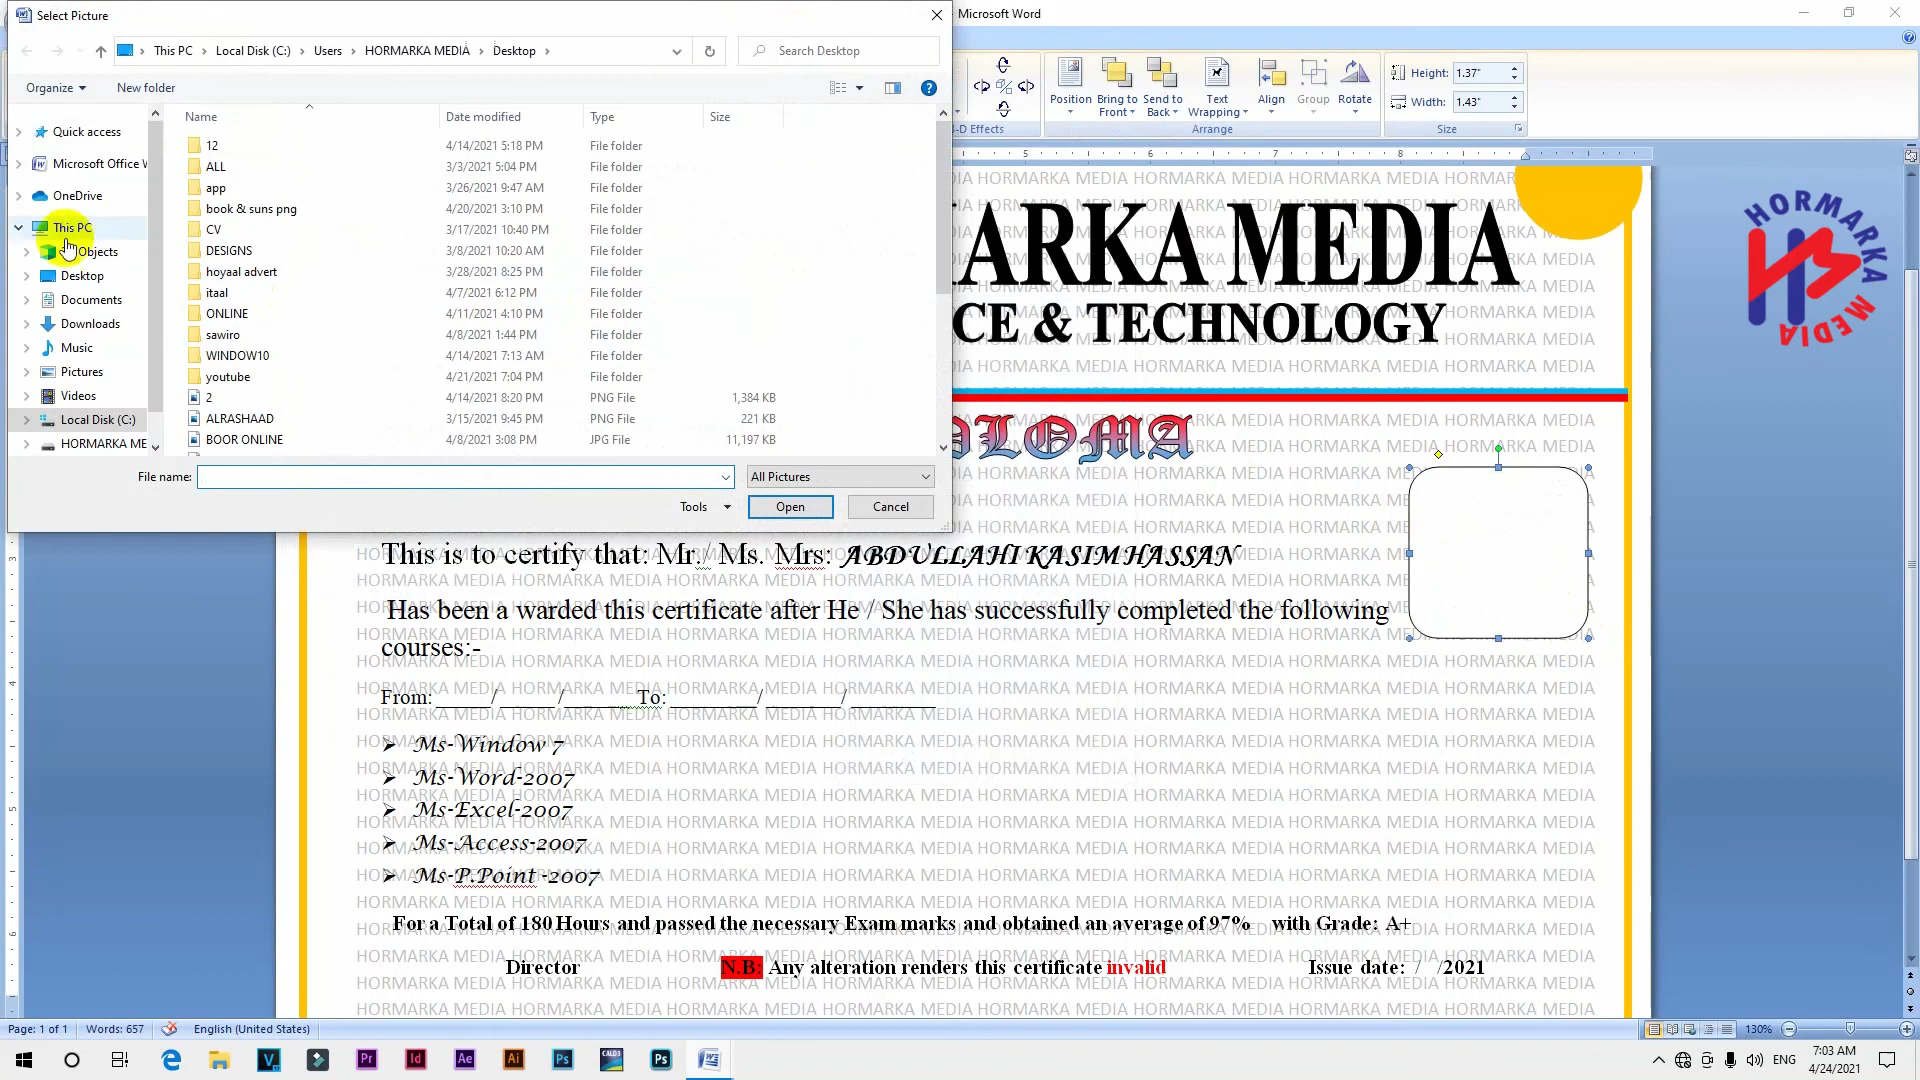 Select Picture
Microsoft Word
This PC
Local Disk (C:)
Users
HORMARKA MEDIA
Desktop
Search Desktop
Organize
New folder
Height:
1.37"
Width:
1.43"
Position
Bring to Front
Send to Back
Text Wrapping
Align
Group
Rotate
3-D Effects
Arrange
Size
Name
Date modified
Type
Size
Quick access
Microsoft Office W
OneDrive
This PC
Objects
Desktop
Documents
Downloads
Music
Pictures
Videos
Local Disk (C:)
HORMARKA ME
12 4/14/2021 5:18 PM File folder
ALL 3/3/2021 5:04 PM File folder
app 3/26/2021 9:47 AM File folder
book & suns png 4/20/2021 3:10 PM File folder
CV 3/17/2021 10:40 PM File folder
DESIGNS 3/8/2021 10:20 AM File folder
hoyaal advert 3/28/2021 8:25 PM File folder
itaal 4/7/2021 6:12 PM File folder
ONLINE 4/11/2021 4:10 PM File folder
sawiro 4/8/2021 1:44 PM File folder
WINDOW10 4/14/2021 7:13 AM File folder
youtube 4/21/2021 7:04 PM File folder
2 4/14/2021 8:20 PM PNG File 1,384 KB
ALRASHAAD 3/15/2021 9:45 PM PNG File 221 KB
BOOR ONLINE 4/8/2021 3:08 PM JPG File 11,197 KB
File name:
All Pictures
Tools
Open
Cancel
5 6 7 8
ARKA MEDIA
CE & TECHNOLOGY
HORMARKA MEDIA
LOMA
This is to certify that: Mr./ Ms. Mrs: ABDULLAHI KASIM HASSAN
Has been a warded this certificate after He / She has successfully completed the following
courses:-
From: _____/ _____ /_______To: ________/ _______/ ________
Ms-Window 7
Ms-Word-2007
Ms-Excel-2007
Ms-Access-2007
Ms-P.Point -2007
For a Total of 180 Hours and passed the necessary Exam marks and obtained an average of 97% with Grade: A+
Director
N.B: Any alteration renders this certificate invalid
Issue date: / /2021
Page: 1 of 1
Words: 657
English (United States)
130%
ENG
7:03 AM
4/24/2021